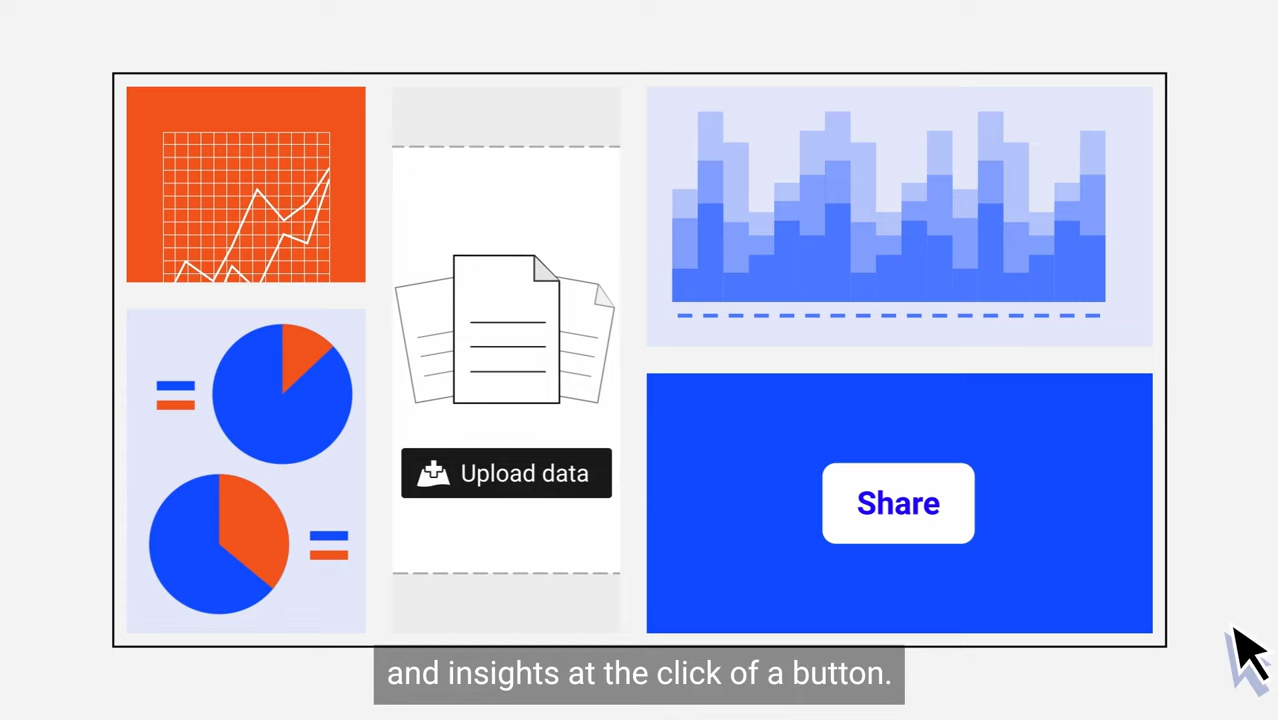 Upload data
Share
and insights at the click of a button.